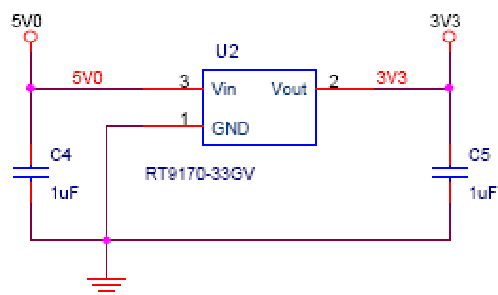 5V0
3V3
U2
5V0
3
Vin
Vout
2
3V3
1
GND
C4
1uF
RT9170-33GV
C5
1uF